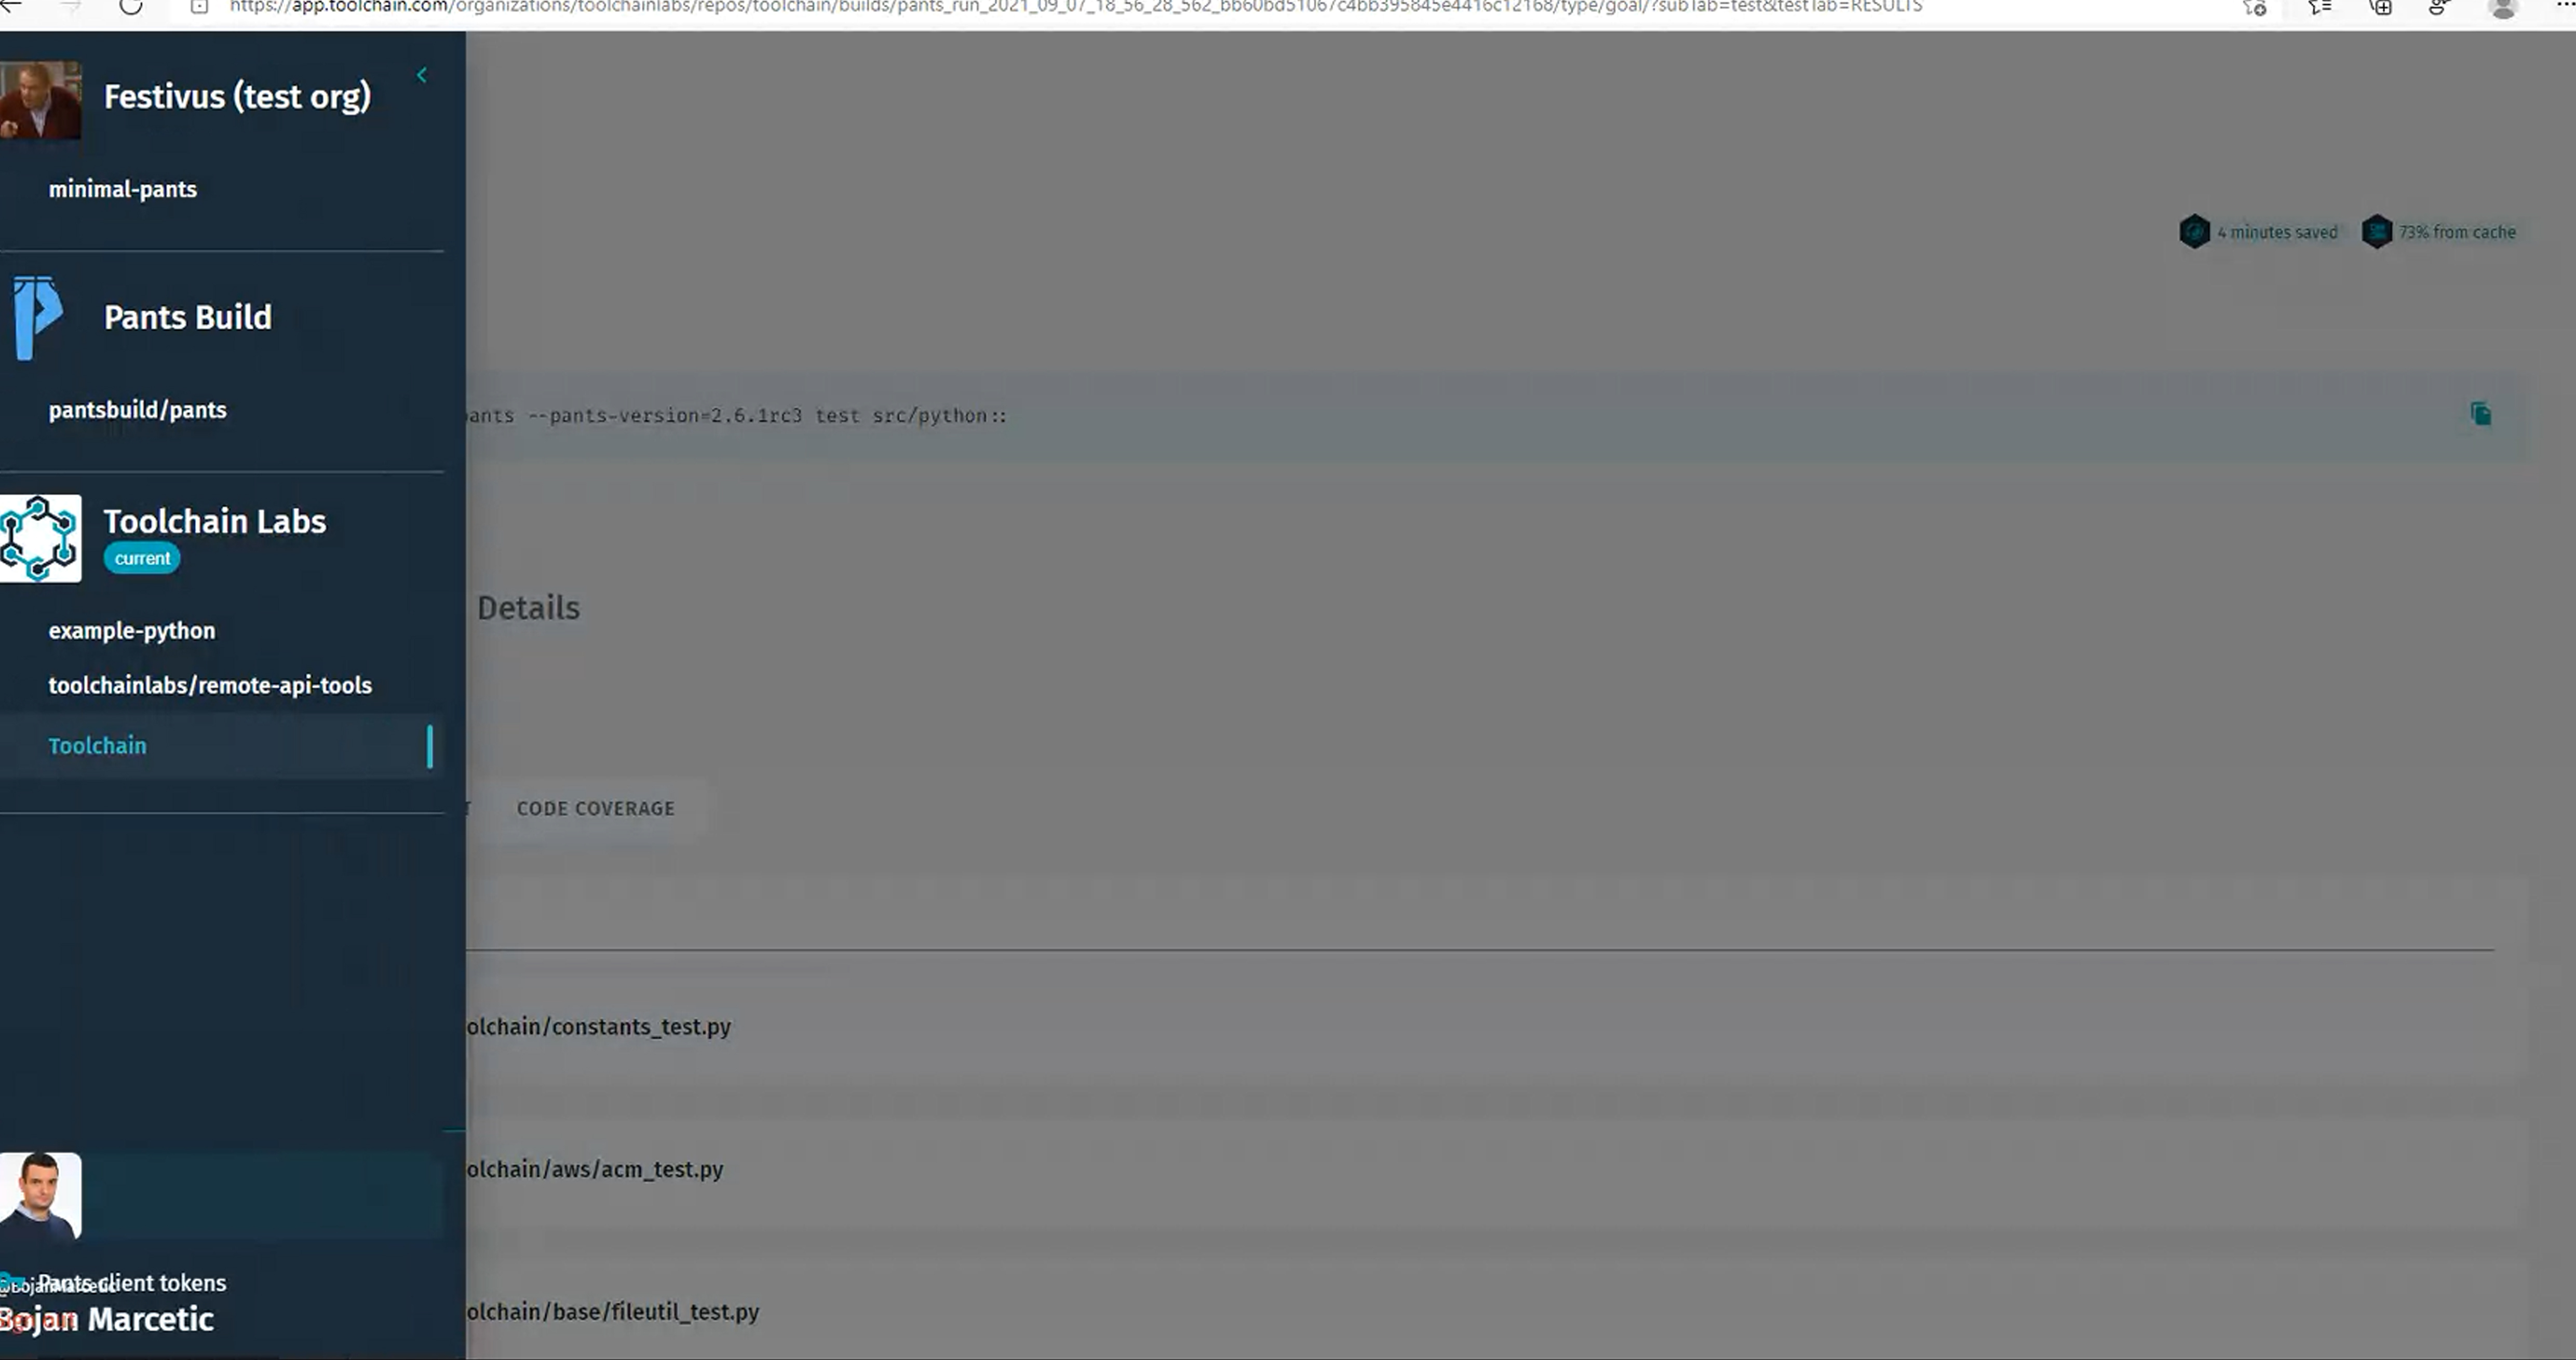 https://app.toolchain.com/organizations/toolchainlabs/repos/toolchain/builds/pants_run_2021_09_07_18_56_28_562_bb60bd51067c4bb395845e4416c12168/type/goal/?subTab=test&testTab=RESULTS
Festivus (test org)
minimal-pants
4 minutes saved
73% from cache
Pants Build
pantsbuild/pants
ants --pants-version=2.6.1rc3 test src/python::
Toolchain Labs
current
Details
example-python
toolchainlabs/remote-api-tools
Toolchain
T
CODE COVERAGE
olchain/constants_test.py
olchain/aws/acm_test.py
Pants client tokens
@BojanMarcetic
Bojan Marcetic
olchain/base/fileutil_test.py